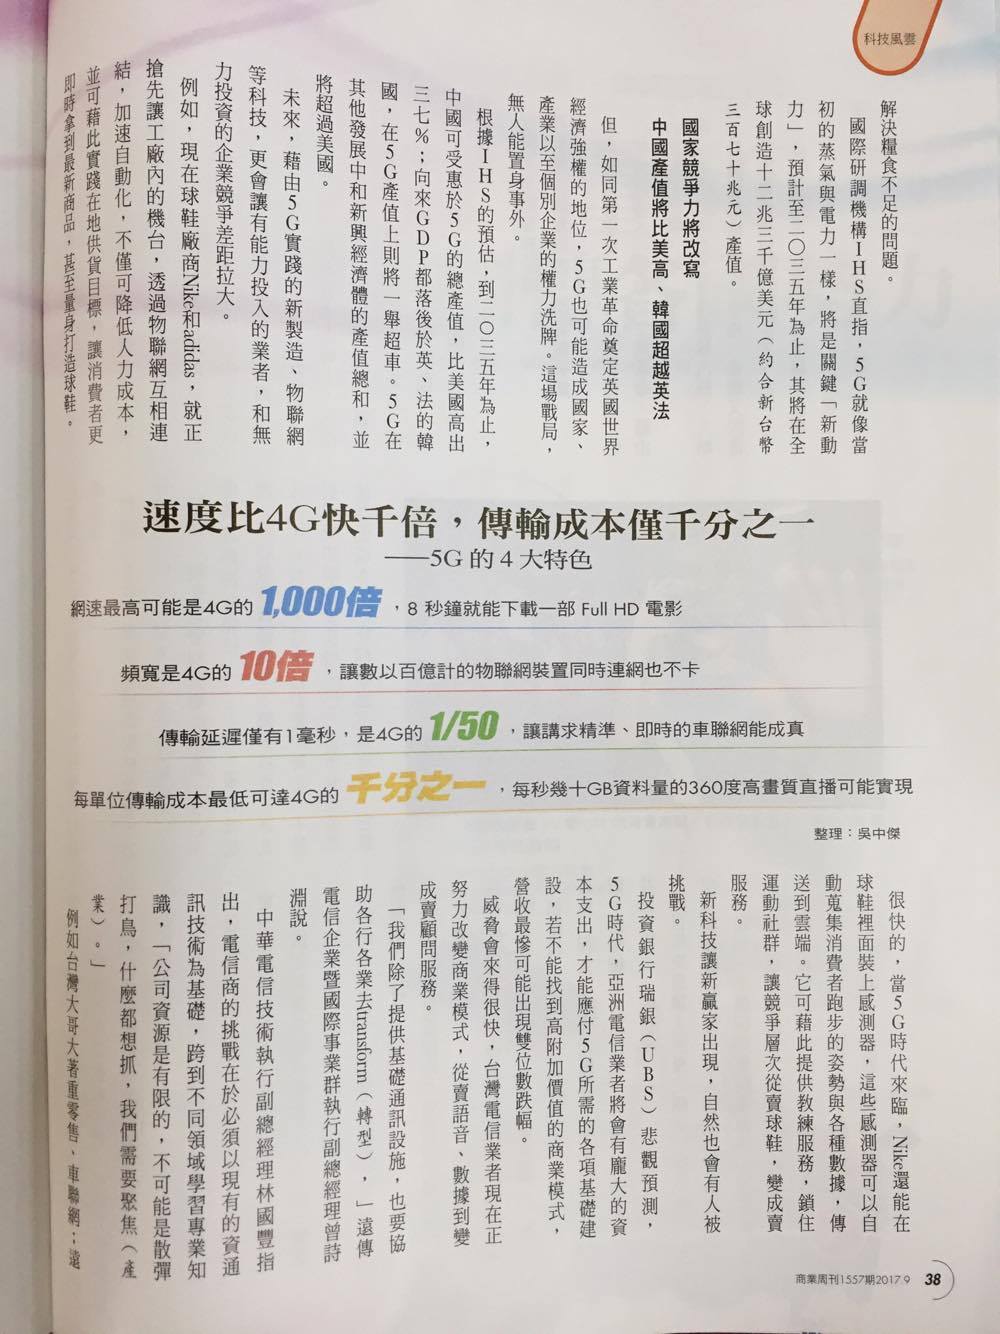 科技風雲
解決糧食不足的問題。
國際研調機構IHS直指，5G就像當
初的蒸氣與電力一樣，將是關鍵「新動
力」，預計至二〇三五年為止，其將在全
球創造十二兆三千億美元（約合新台幣
三百七十兆元）產值。
國家競爭力將改寫
中國產值將比美高、韓國超越英法
但，如同第一次工業革命奠定英國世界
經濟強權的地位，5G也可能造成國家、
產業以至個別企業的權力洗牌。這場戰局，
無人能置身事外。
根據IHS的預估，到二〇三五年為止，
中國可受惠於5G的總產值，比美國高出
三七%；向來GDP都落後於英、法的韓
國，在5G產值上則將一舉超車。5G在
其他發展中和新興經濟體的產值總和，並
將超過美國。
未來，藉由5G實踐的新製造、物聯網
等科技，更會讓有能力投入的業者，和無
力投資的企業競爭差距拉大。
例如，現在球鞋廠商Nike和adidas，就正
搶先讓工廠內的機台，透過物聯網互相連
結，加速自動化，不僅可降低人力成本，
並可藉此實踐在地供貨目標，讓消費者更
即時拿到最新商品，甚至量身打造球鞋。
速度比4G快千倍，傳輸成本僅千分之一
——5G的4大特色
網速最高可能是4G的1,000倍，8秒鐘就能下載一部 Full HD 電影
頻寬是4G的10倍，讓數以百億計的物聯網裝置同時連網也不卡
傳輸延遲僅有1毫秒，是4G的1/50，讓講求精準、即時的車聯網能成真
每單位傳輸成本最低可達4G的千分之一，每秒幾十GB資料量的360度高畫質直播可能實現
整理：吳中傑
很快的，當5G時代來臨，Nike還能在
球鞋裡面裝上感測器，這些感測器可以自
動蒐集消費者跑步的姿勢與各種數據，傳
送到雲端。它可藉此提供教練服務，鎖住
運動社群，讓競爭層次從賣球鞋，變成賣
服務。
新科技讓新贏家出現，自然也會有人被
挑戰。
投資銀行瑞銀（UBS）悲觀預測，
5G時代，亞洲電信業者將會有龐大的資
本支出，才能應付5G所需的各項基礎建
設，若不能找到高附加價值的商業模式，
營收最慘可能出現雙位數跌幅。
威脅會來得很快，台灣電信業者現在正
努力改變商業模式，從賣語音、數據到變
成賣顧問服務。
「我們除了提供基礎通訊設施，也要協
助各行各業去transform（轉型），」遠傳
電信企業暨國際事業群執行副總經理曾詩
淵說。
中華電信技術執行副總經理林國豐指
出，電信商的挑戰在於必須以現有的資通
訊技術為基礎，跨到不同領域學習專業知
識，「公司資源是有限的，不可能是散彈
打鳥，什麼都想抓，我們需要聚焦（產
業）。」
例如台灣大哥大著重零售、車聯網；遠
商業周刊1557期2017.9 38